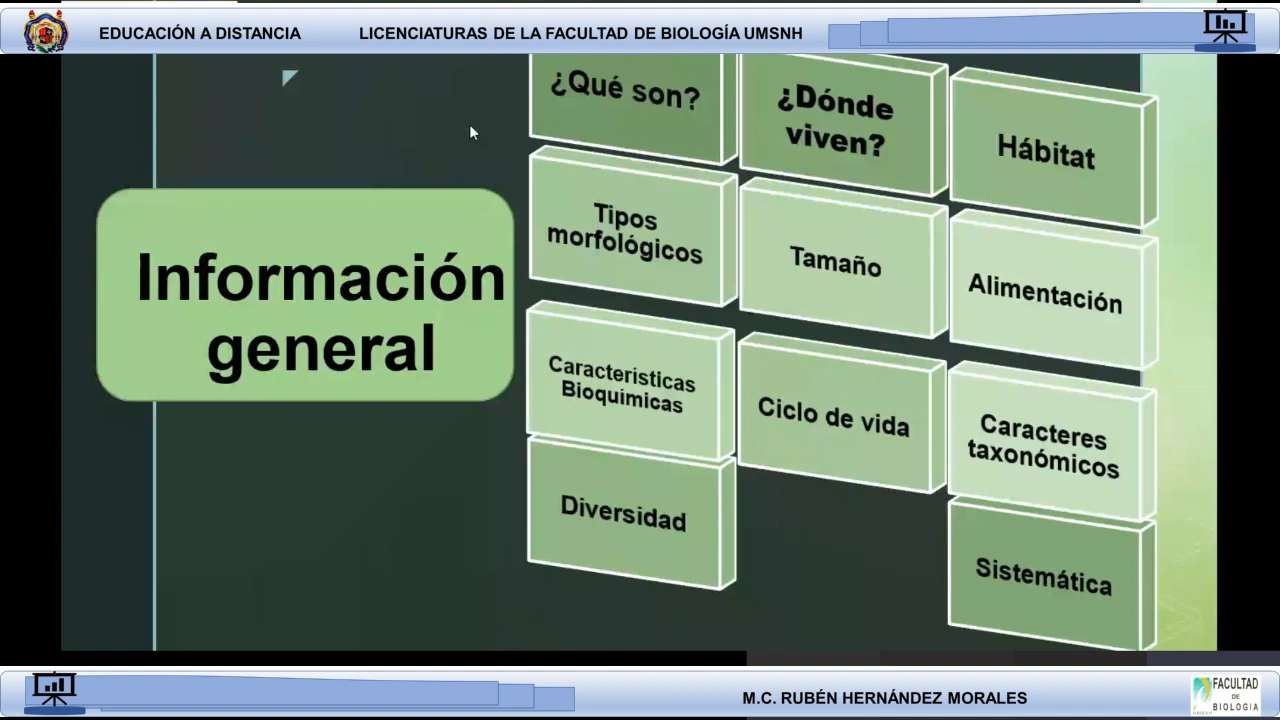 EDUCACIÓN A DISTANCIA LICENCIATURAS DE LA FACULTAD DE BIOLOGÍA UMSNH
Información
general
¿Qué son?
¿Dónde
viven?
Hábitat
Tipos
morfológicos
Tamaño
Alimentación
Caracteristicas
Bioquimicas
Ciclo de vida
Caracteres
taxonómicos
Diversidad
Sistemática
M.C. RUBÉN HERNÁNDEZ MORALES
FACULTAD
DE
BIOLOGIA